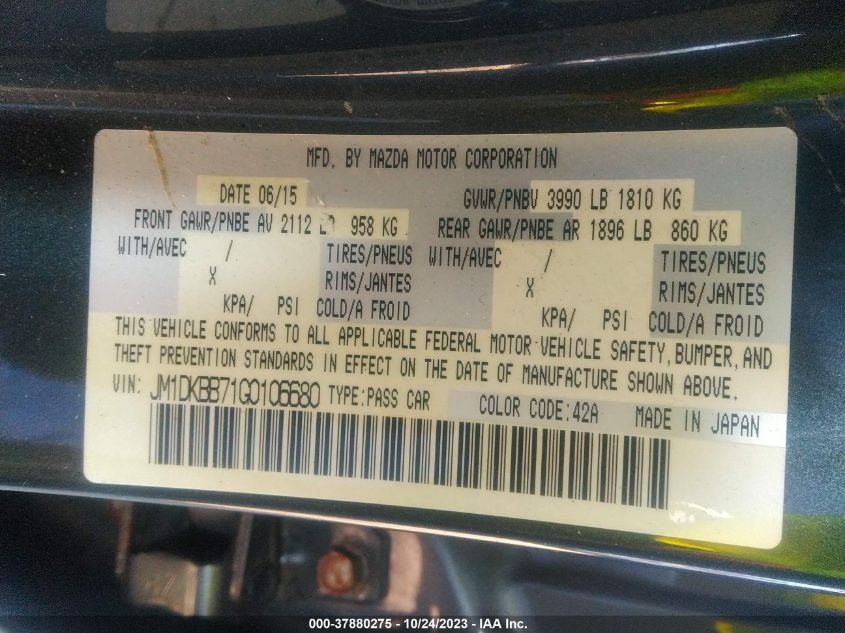 MFD. BY MAZDA MOTOR CORPORATION
DATE 06/15 GVWR/PNBV 3990 LB 1810 KG
FRONT GAWR/PNBE AV 2112 LB 958 KG REAR GAWR/PNBE AR 1896 LB 860 KG
WITH/AVEC / TIRES/PNEUS WITH/AVEC / TIRES/PNEUS
X RIMS/JANTES X RIMS/JANTES
KPA/ PSI COLD/A FROID KPA/ PSI COLD/A FROID
THIS VEHICLE CONFORMS TO ALL APPLICABLE FEDERAL MOTOR VEHICLE SAFETY, BUMPER, AND
THEFT PREVENTION STANDARDS IN EFFECT ON THE DATE OF MANUFACTURE SHOWN ABOVE.
VIN: JM1DKBB71G0106680 TYPE:PASS CAR COLOR CODE:42A MADE IN JAPAN
000-37880275 - 10/24/2023 - IAA Inc.